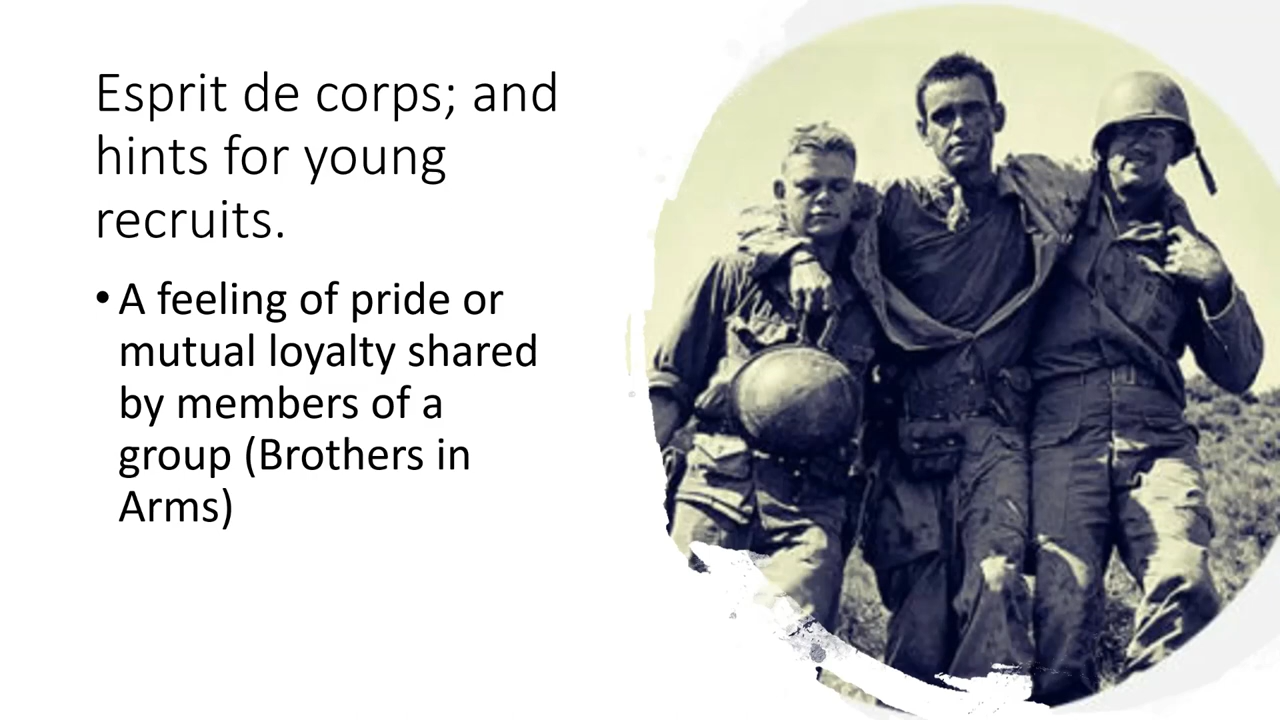 Esprit de corps; and
hints for young
recruits.
• A feeling of pride or
mutual loyalty shared
by members of a
group (Brothers in
Arms)